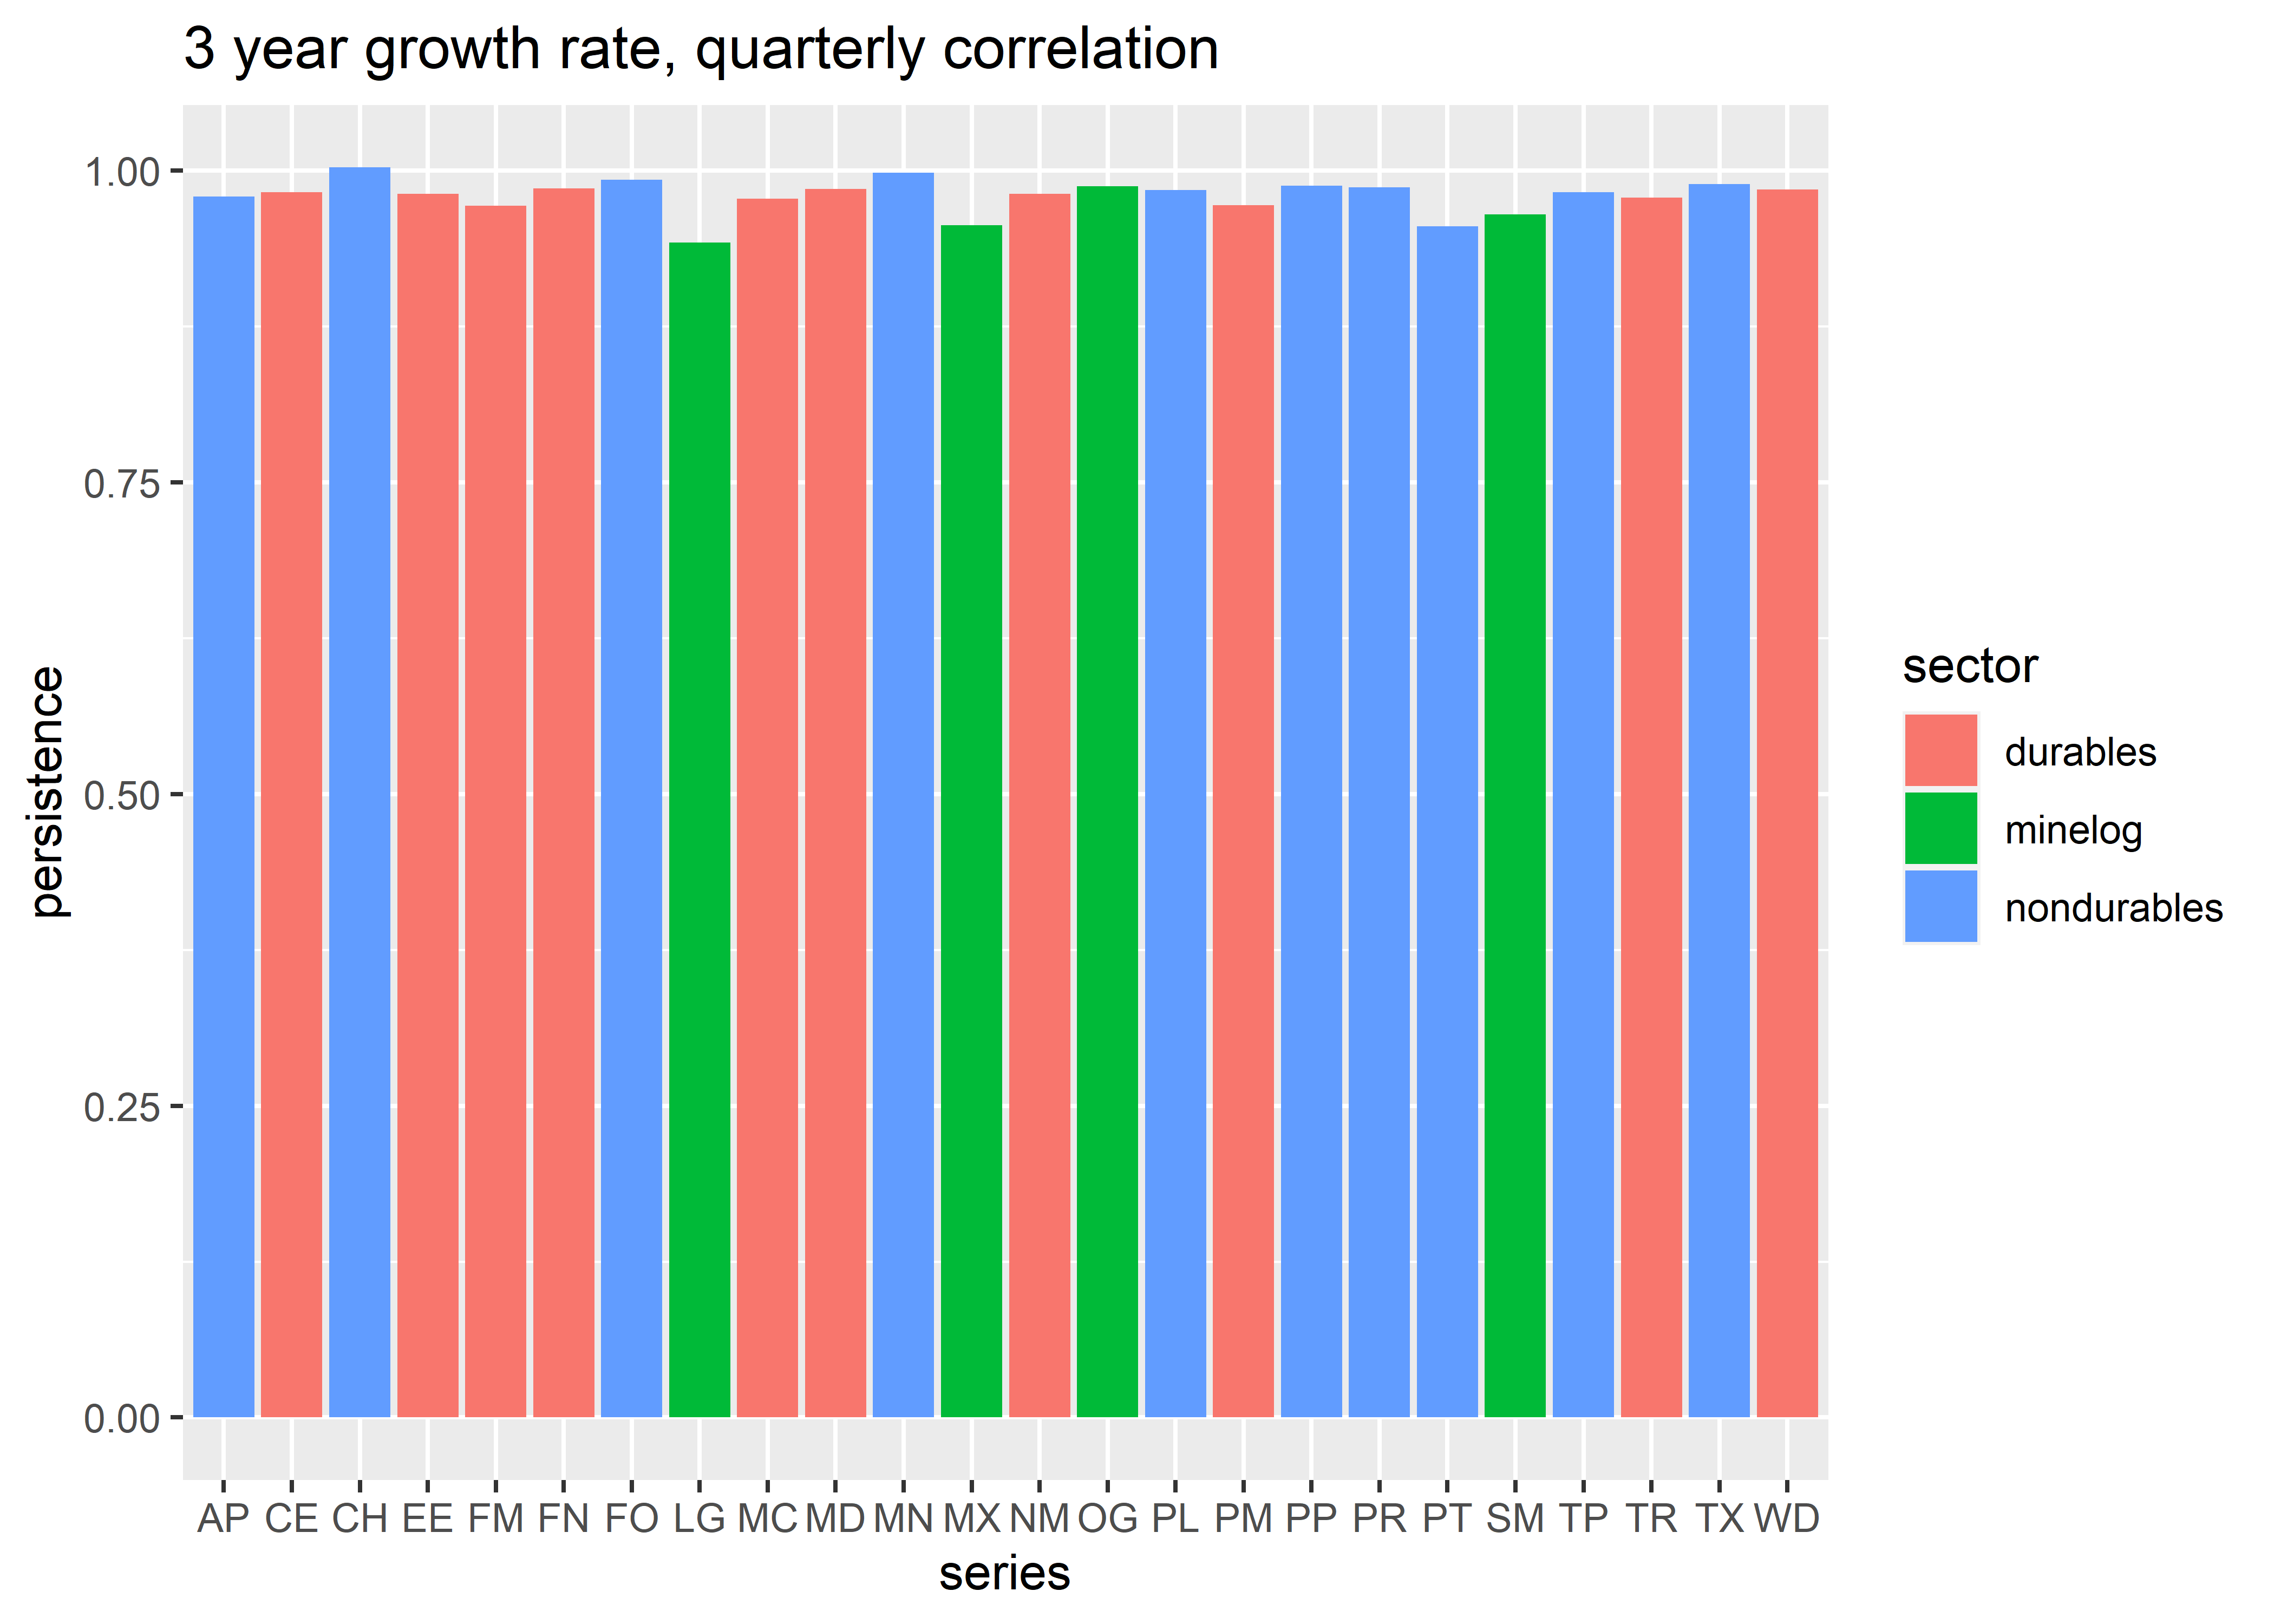 3 year growth rate, quarterly correlation
1.00
0.75
0.50
0.25
0.00
persistence
AP CE CH EE FM FN FO LG MC MD MN MX NM OG PL PM PP PR PT SM TP TR TX WD
series
sector
durables
minelog
nondurables